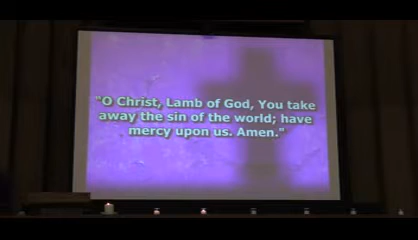 "O Christ, Lamb of God, You take
away the sin of the world; have
mercy upon us. Amen."